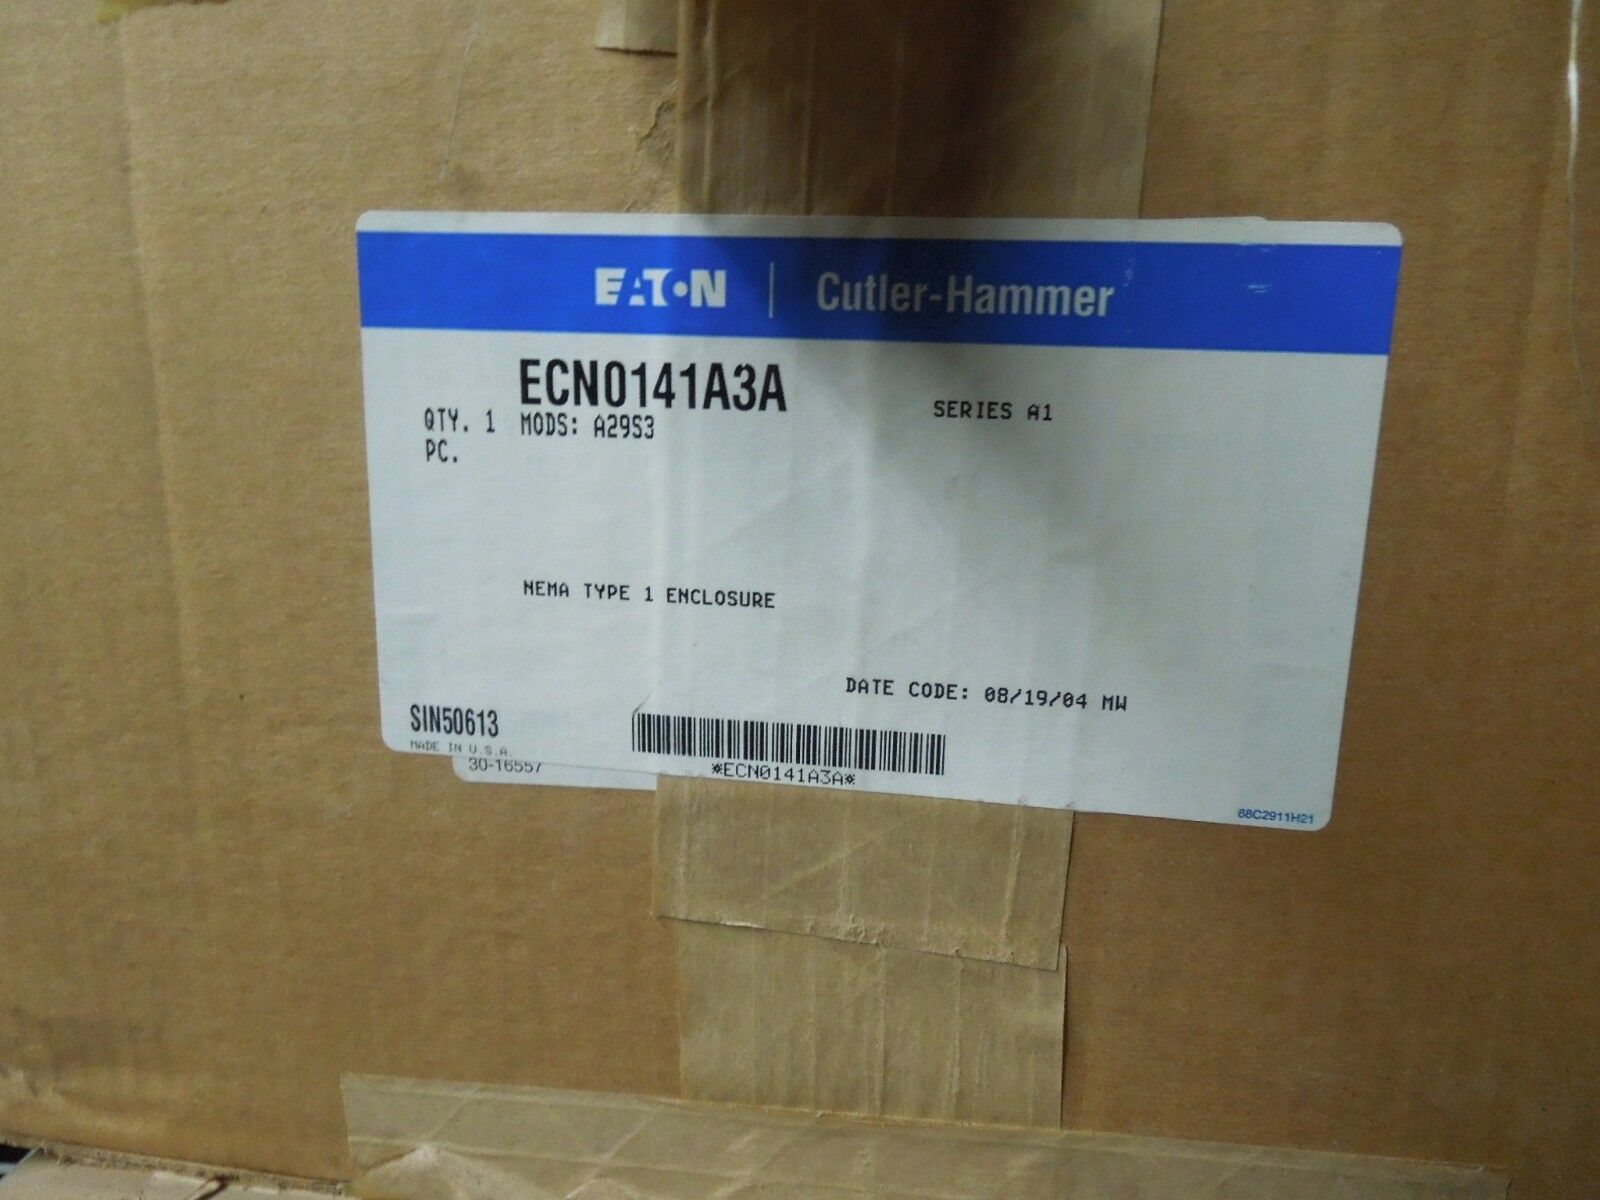 EATON | Cutler-Hammer
ECN0141A3A
QTY. 1 MODS: A29S3 SERIES A1
PC.
NEMA TYPE 1 ENCLOSURE
DATE CODE: 08/19/04 MW
SIN50613
MADE IN U.S.A.
30-16557
*ECN0141A3A*
68C2911H21